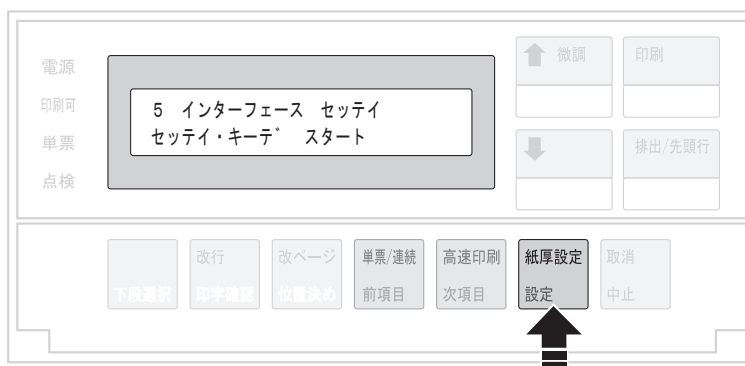 電源
印刷可
単票
点検
5 インターフェース セッテイ
セッテイ・キーデ゛ スタート
微調
印刷
排出/先頭行
下段選択
改行
印字確認
改ページ
位置決め
単票/連続
前項目
高速印刷
次項目
紙厚設定
設定
取消
中止